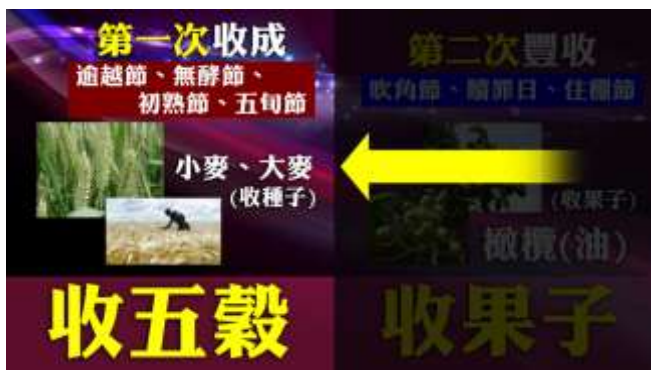 第一次收成
逾越節、無酵節、
初熟節、五旬節
小麥、大麥
(收種子)
收五穀
第二次豐收
吹角節、贖罪日、住棚節
(收果子)
橄欖(油)
收果子